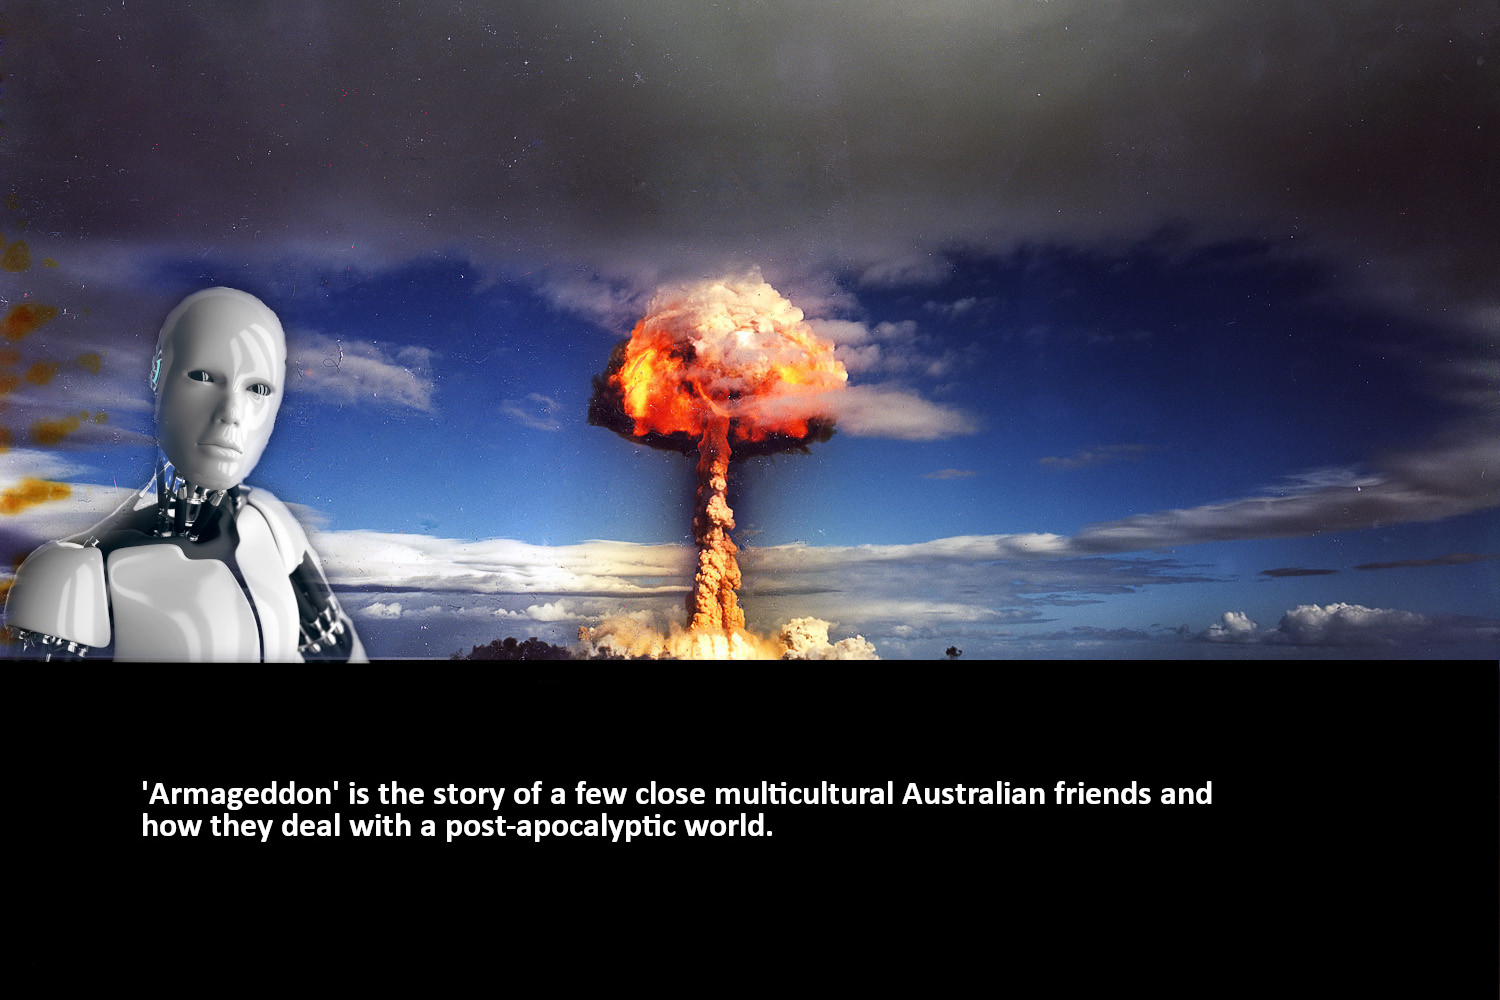 'Armageddon' is the story of a few close multicultural Australian friends and
how they deal with a post-apocalyptic world.